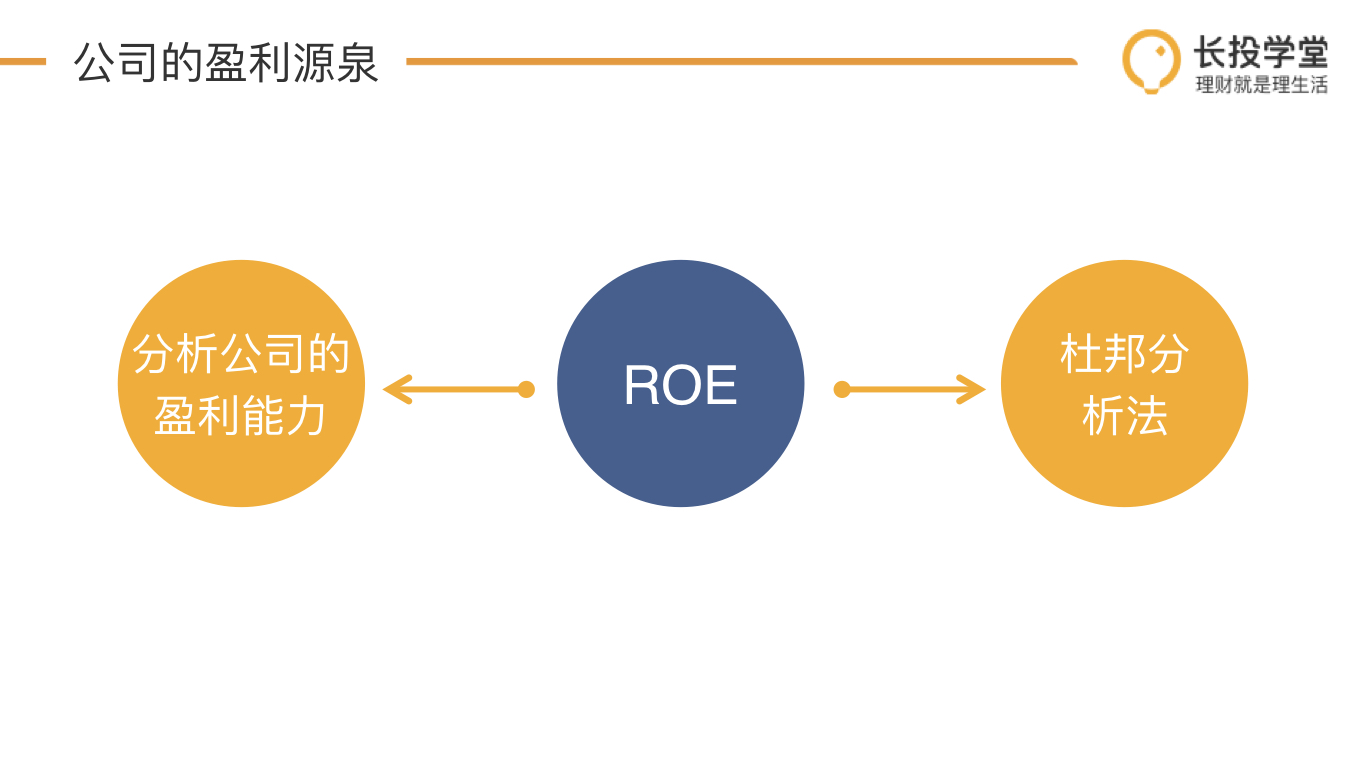 公司的盈利源泉
长投学堂
理财就是理生活
分析公司的
盈利能力
ROE
杜邦分
析法